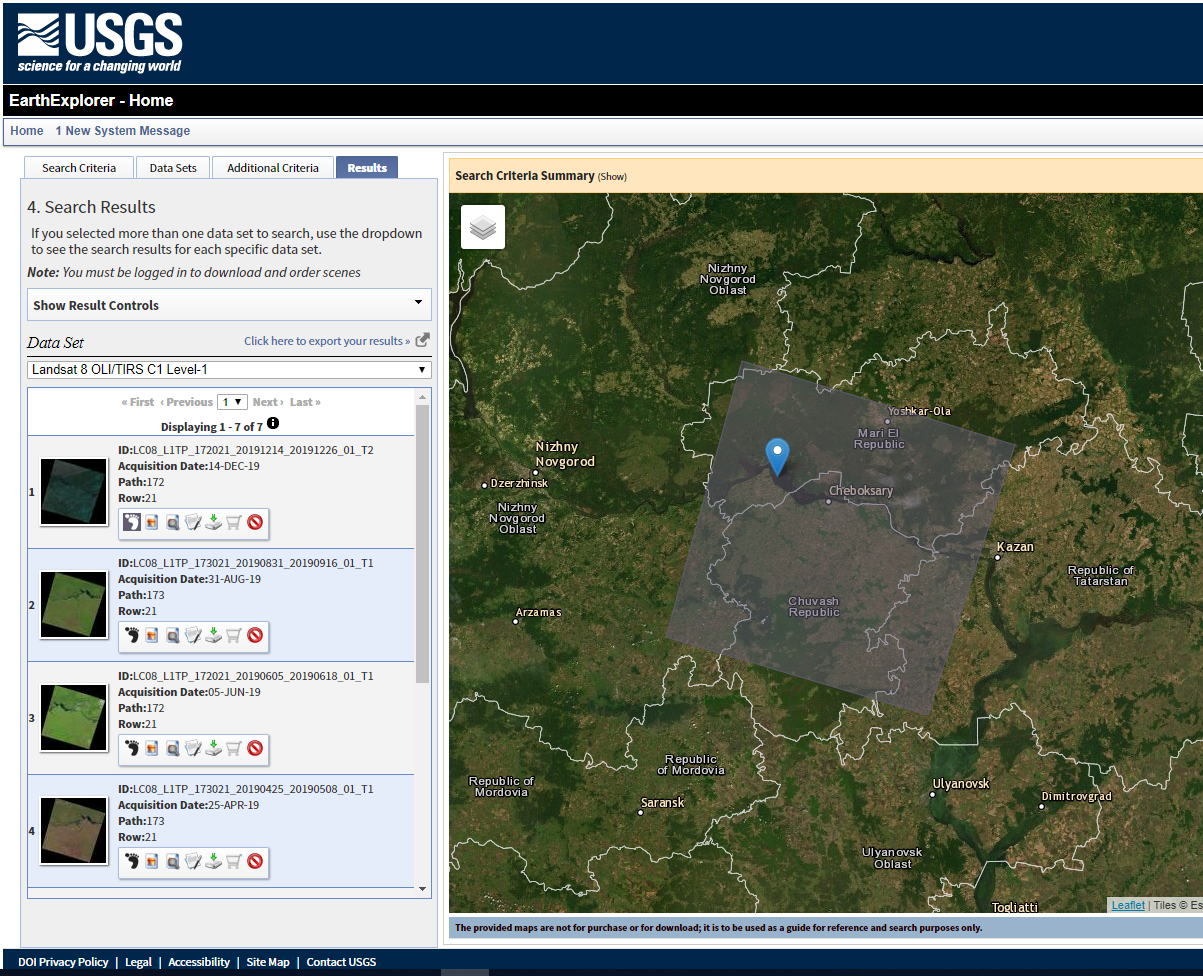 USGS
science for a changing world
EarthExplorer - Home
Home 1 New System Message
Search Criteria Data Sets Additional Criteria Results
4. Search Results
If you selected more than one data set to search, use the dropdown
to see the search results for each specific data set.
Note: You must be logged in to download and order scenes
Show Result Controls
Data Set Click here to export your results »
Landsat 8 OLI/TIRS C1 Level-1
« First ‹ Previous 1 Next › Last »
Displaying 1 - 7 of 7
1
ID:LC08_L1TP_172021_20191214_20191226_01_T2
Acquisition Date:14-DEC-19
Path:172
Row:21
2
ID:LC08_L1TP_173021_20190831_20190916_01_T1
Acquisition Date:31-AUG-19
Path:173
Row:21
3
ID:LC08_L1TP_172021_20190605_20190618_01_T1
Acquisition Date:05-JUN-19
Path:172
Row:21
4
ID:LC08_L1TP_173021_20190425_20190508_01_T1
Acquisition Date:25-APR-19
Path:173
Row:21
Search Criteria Summary (Show)
Nizhny
Novgorod
Oblast
Yoshkar-Ola
Mari El
Republic
Nizhny
Novgorod
Dzerzhinsk
Nizhny
Novgorod
Oblast
Cheboksary
Kazan
Republic of
Tatarstan
Chuvash
Republic
Arzamas
Republic
of Mordovia
Republic of
Mordovia
Saransk
Ulyanovsk
Dimitrovgrad
Ulyanovsk
Oblast
Togliatti
Leaflet | Tiles © Es
The provided maps are not for purchase or for download; it is to be used as a guide for reference and search purposes only.
DOI Privacy Policy | Legal | Accessibility | Site Map | Contact USGS